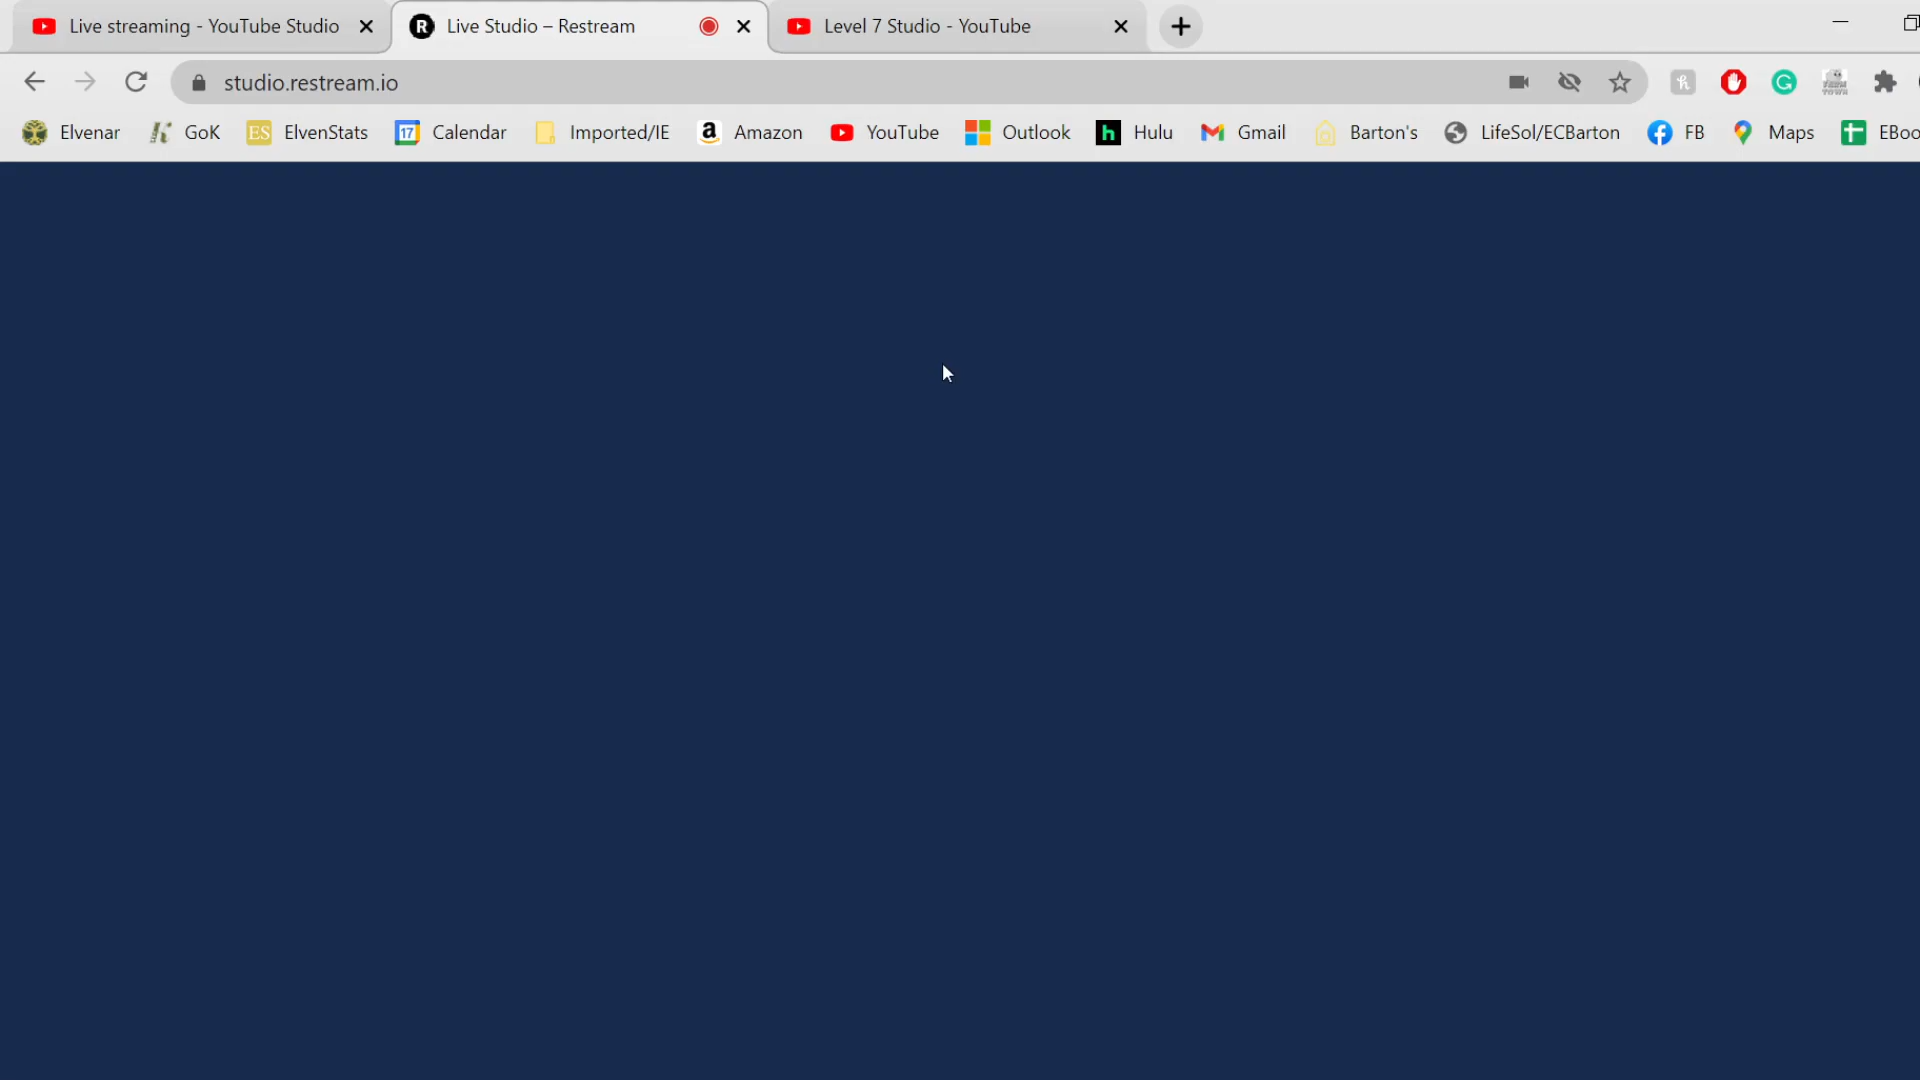 Live streaming - YouTube Studio
R Live Studio – Restream
Level 7 Studio - YouTube
studio.restream.io
Elvenar
GoK
ES ElvenStats
17 Calendar
Imported/IE
a Amazon
YouTube
Outlook
h Hulu
Gmail
Barton's
LifeSol/ECBarton
FB
Maps
EBoo